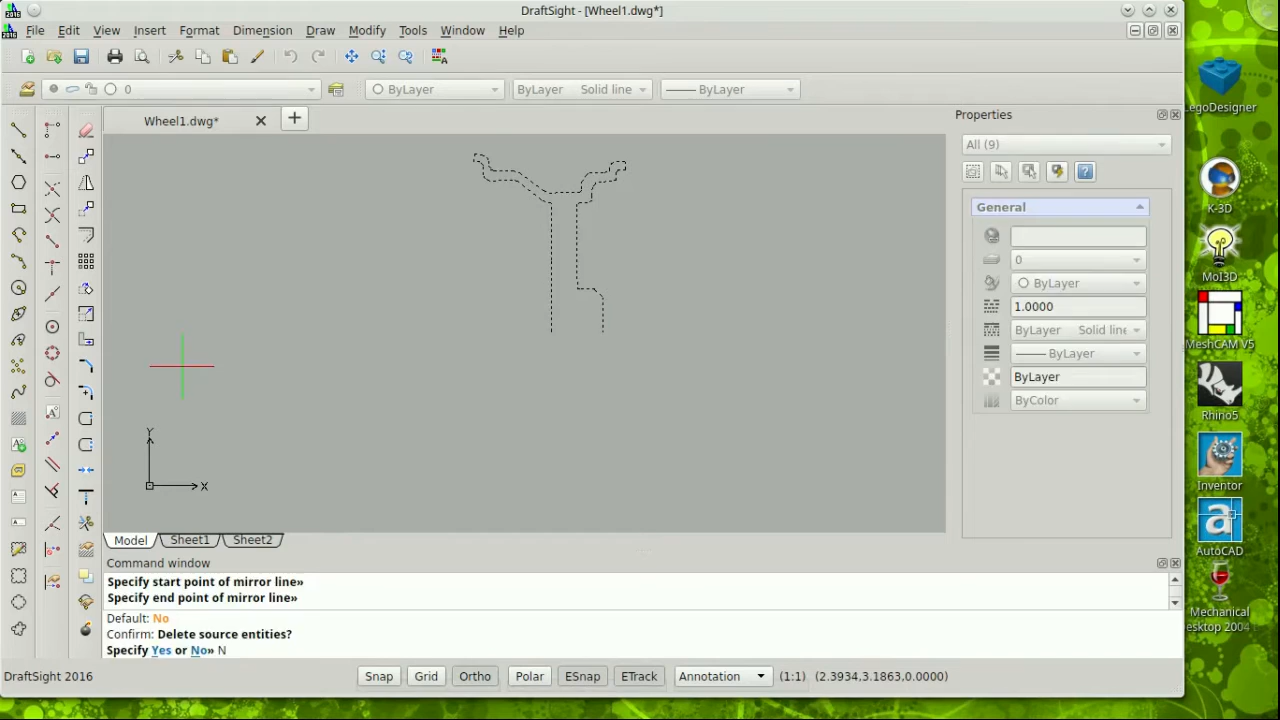 DraftSight - [Wheel1.dwg*]
File Edit View Insert Format Dimension Draw Modify Tools Window Help
0 ByLayer ByLayer Solid line ByLayer
Wheel1.dwg*
Properties
All (9)
General
0
ByLayer
1.0000
ByLayer Solid line
ByLayer
ByLayer
ByColor
Y
X
Model Sheet1 Sheet2
Command window
Specify start point of mirror line»
Specify end point of mirror line»
Default: No
Confirm: Delete source entities?
Specify Yes or No» N
DraftSight 2016 Snap Grid Ortho Polar ESnap ETrack Annotation (1:1) (2.3934,3.1863,0.0000)
LegoDesigner
K-3D
MoI3D
MeshCAM V5
Rhino5
Inventor
AutoCAD
Mechanical
Desktop 2004